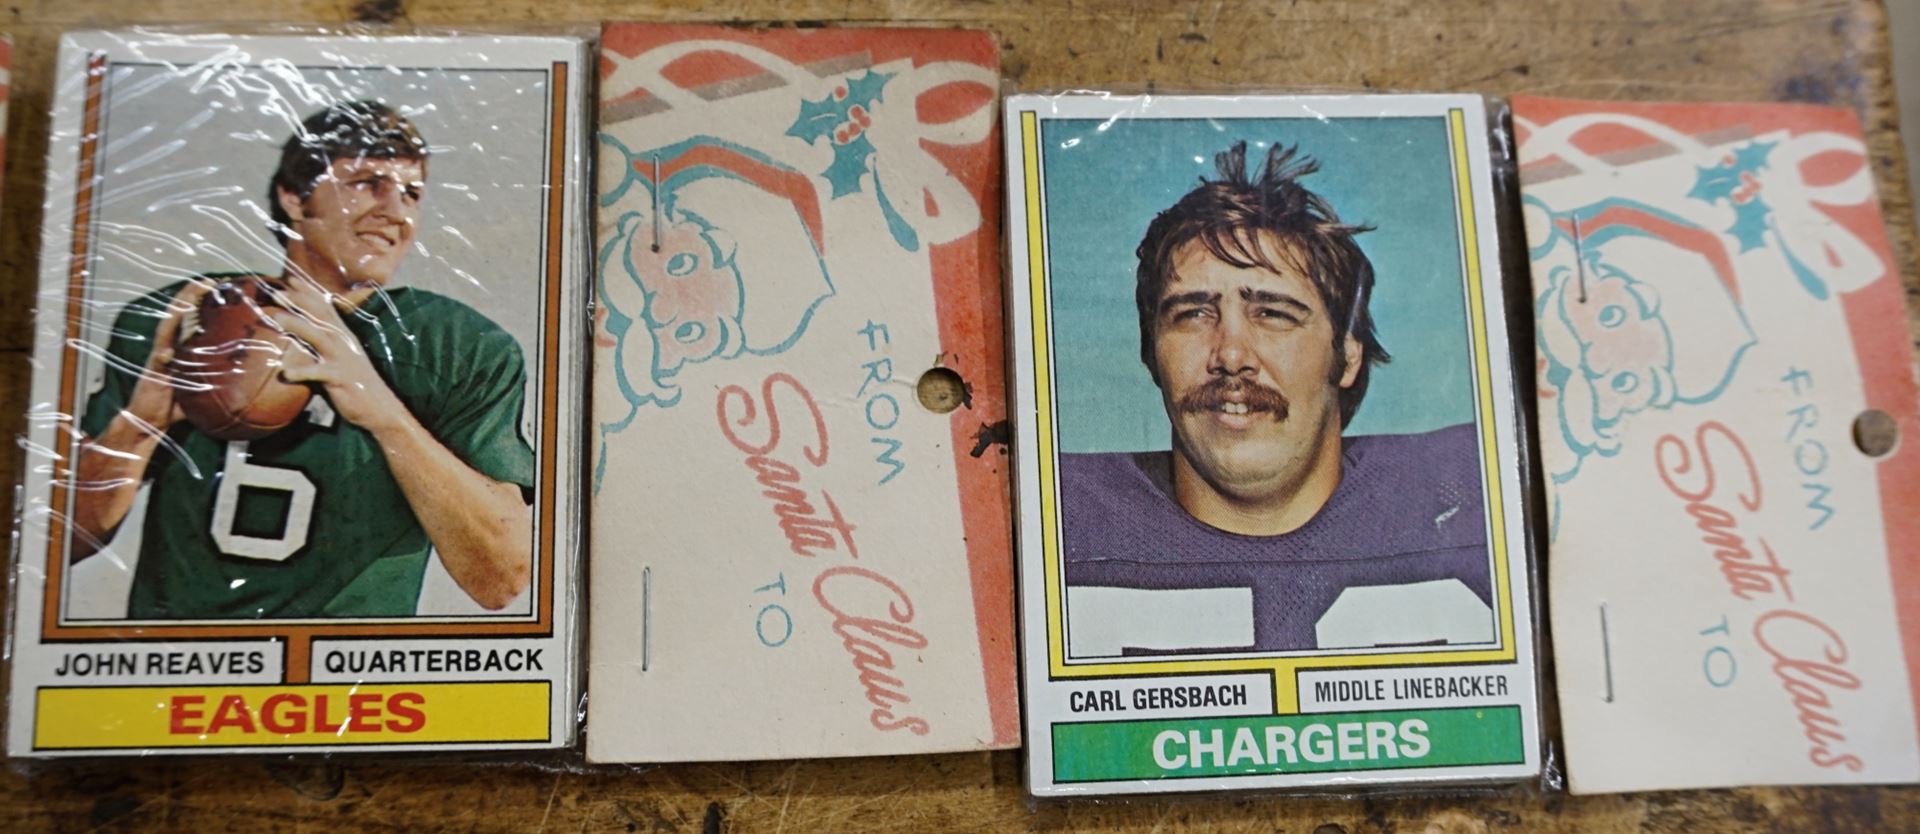 6
JOHN REAVES QUARTERBACK
EAGLES
FROM
Santa Claus
TO
CARL GERSBACH MIDDLE LINEBACKER
CHARGERS
FROM
Santa Claus
TO